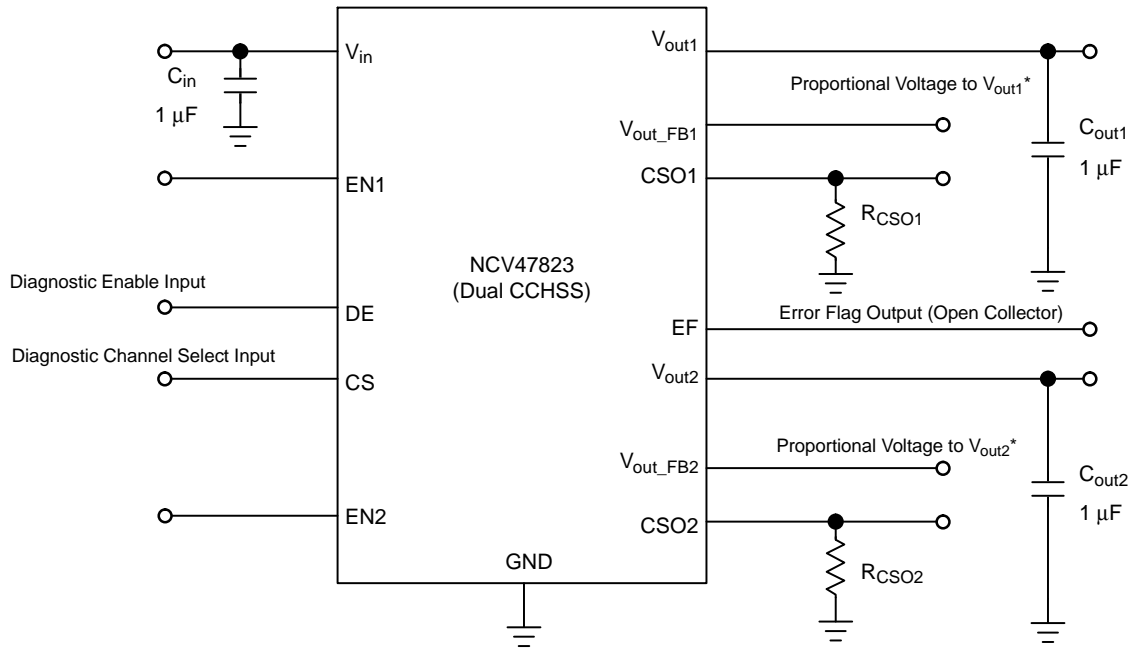 V_in
C_in
1 μF
EN1
Diagnostic Enable Input
DE
Diagnostic Channel Select Input
CS
EN2
NCV47823
(Dual CCHSS)
GND
V_out1
Proportional Voltage to V_out1*
V_out_FB1
CSO1
R_CSO1
C_out1
1 μF
EF
Error Flag Output (Open Collector)
V_out2
Proportional Voltage to V_out2*
V_out_FB2
CSO2
R_CSO2
C_out2
1 μF